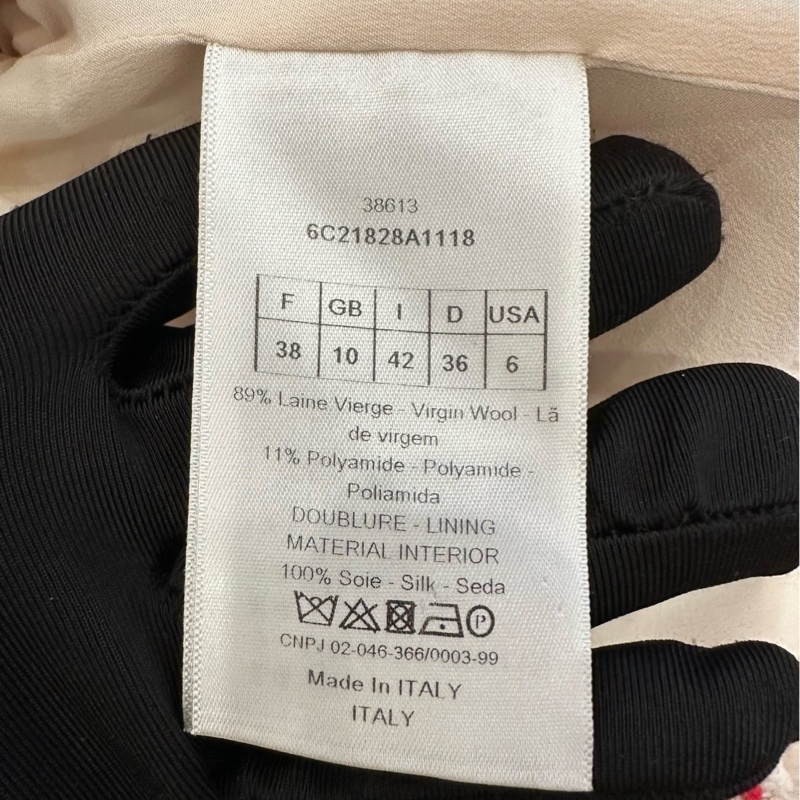 38613
6C21828A1118
F GB I D USA
38 10 42 36 6
89% Laine Vierge - Virgin Wool - Lã
de virgem
11% Polyamide - Polyamide -
Poliamida
DOUBLURE - LINING
MATERIAL INTERIOR
100% Soie - Silk - Seda
P
CNPJ 02-046-366/0003-99
Made In ITALY
ITALY